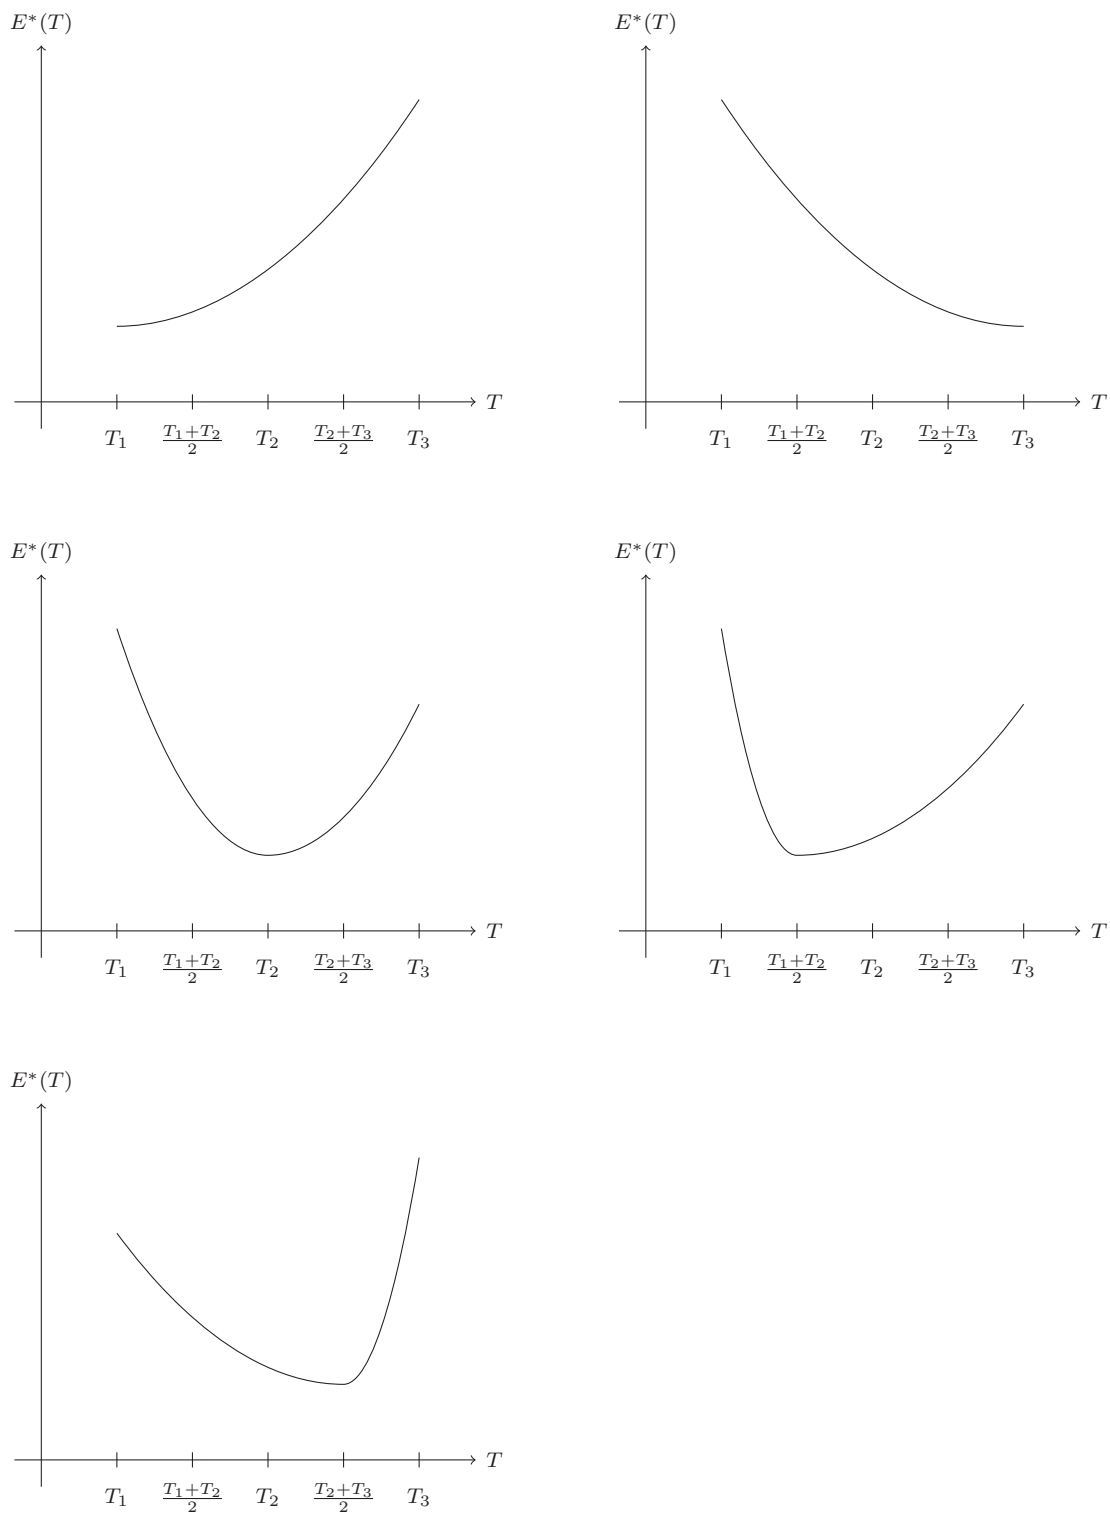 E*(T) E*(T)
T T
T₁ (T₁+T₂)/2 T₂ (T₂+T₃)/2 T₃ T₁ (T₁+T₂)/2 T₂ (T₂+T₃)/2 T₃
E*(T) E*(T)
T T
T₁ (T₁+T₂)/2 T₂ (T₂+T₃)/2 T₃ T₁ (T₁+T₂)/2 T₂ (T₂+T₃)/2 T₃
E*(T)
T
T₁ (T₁+T₂)/2 T₂ (T₂+T₃)/2 T₃